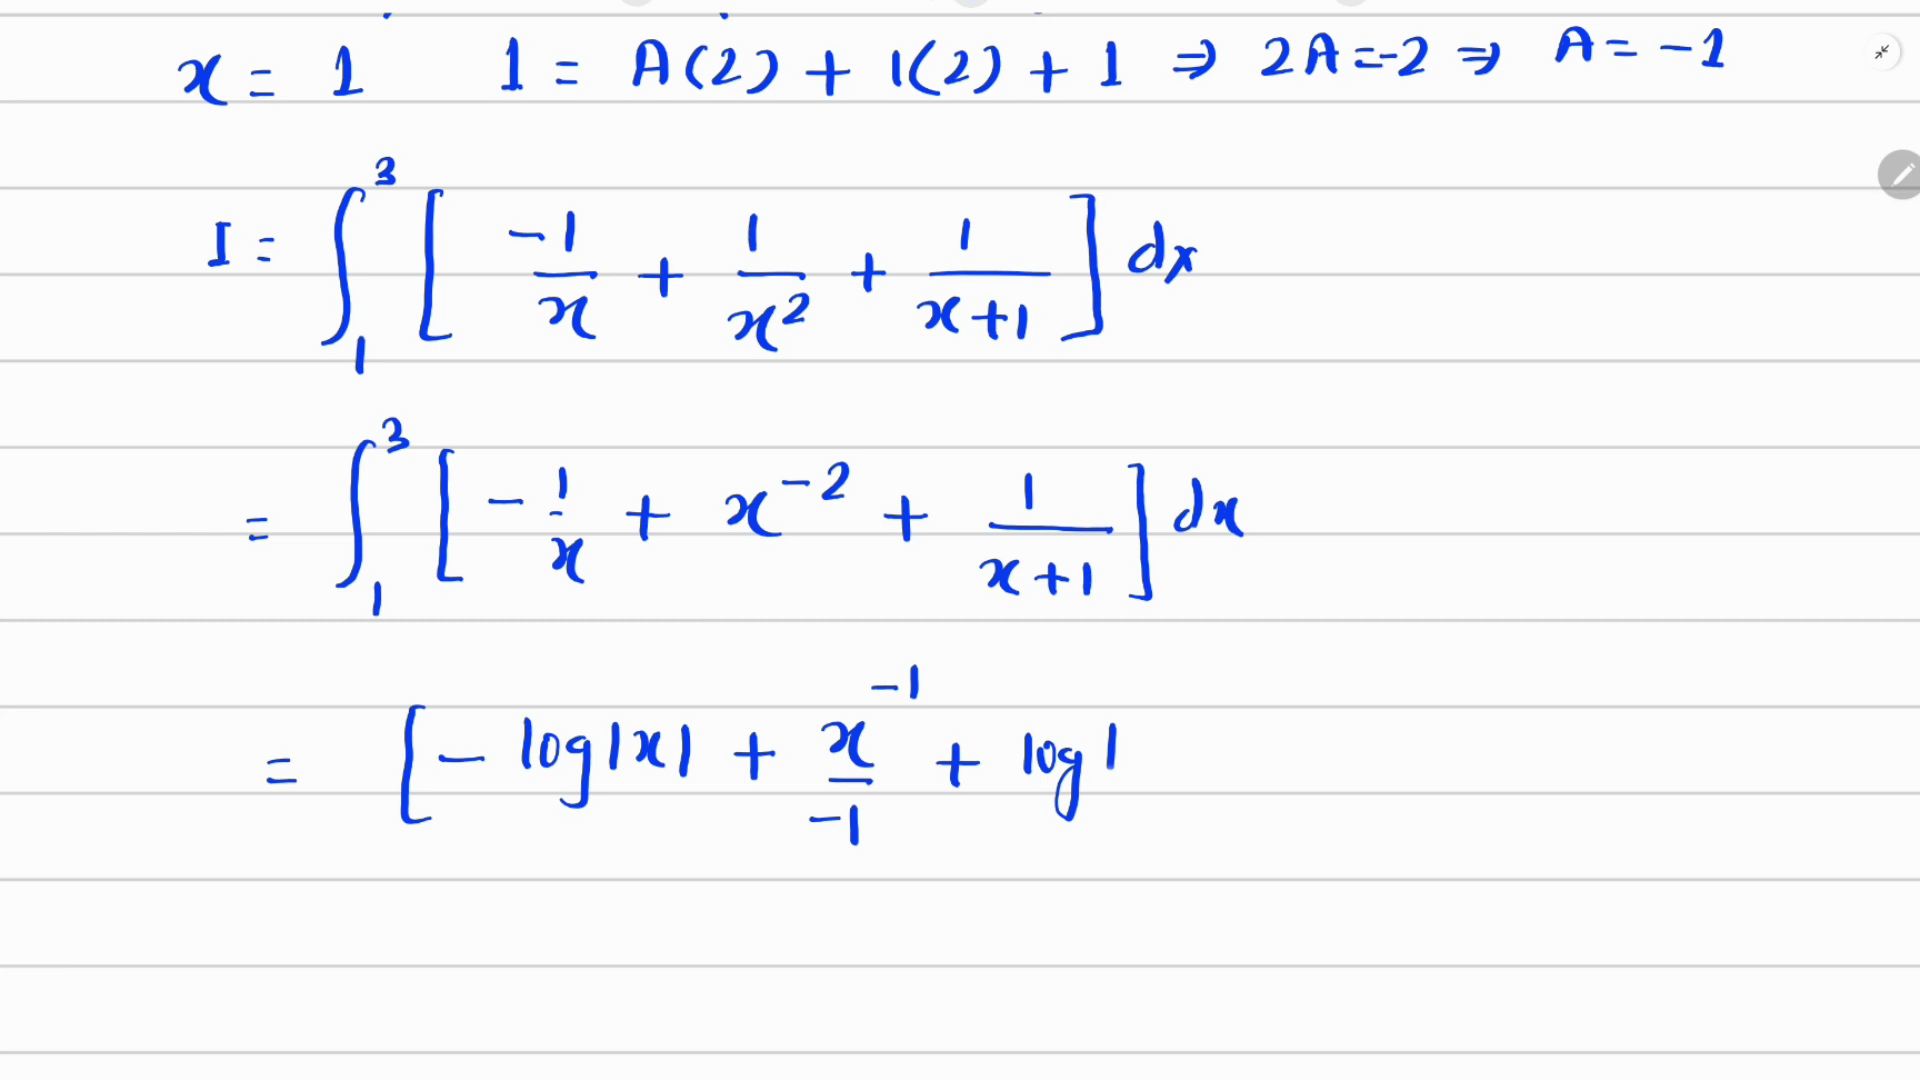 x = 1 1 = A(2) + 1(2) + 1 ⇒ 2A = -2 ⇒ A = -1
I = ∫₁³ [ -1/x + 1/x² + 1/(x+1) ] dx
= ∫₁³ [ - 1/x + x⁻² + 1/(x+1) ] dx
= [ - log|x| + x⁻¹/-1 + log|